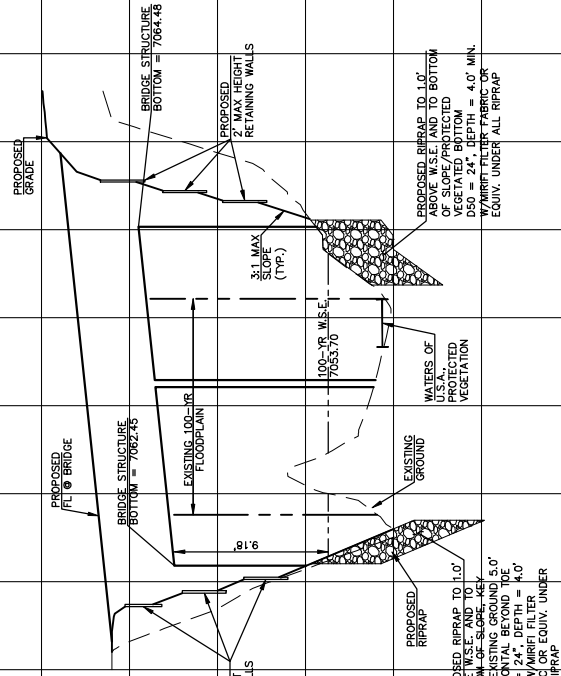 BRIDGE STRUCTURE
BOTTOM = 7064.48
PROPOSED
GRADE
PROPOSED
2' MAX HEIGHT
RETAINING WALLS
3:1 MAX
SLOPE
(TYP.)
PROPOSED RIPRAP TO 1.0'
ABOVE W.S.E. AND TO BOTTOM
OF SLOPE/PROTECTED
VEGETATED BOTTOM
D50 = 24", DEPTH = 4.0' MIN.
W/MIRIFI FILTER FABRIC OR
EQUIV. UNDER ALL RIPRAP
100-YR W.S.E.
7053.70
WATERS OF
U.S.A.,
PROTECTED
VEGETATION
EXISTING 100-YR
FLOODPLAIN
PROPOSED
FL @ BRIDGE
BRIDGE STRUCTURE
BOTTOM = 7062.45
EXISTING
GROUND
9.18'
PROPOSED
RIPRAP
OSED RIPRAP TO 1.0'
E W.S.E. AND TO
OM OF SLOPE, KEY
EXISTING GROUND 5.0'
ONTAL BEYOND TOE
= 24", DEPTH = 4.0'
W/MIRIFI FILTER
C OR EQUIV. UNDER
IPRAP
T
LLS